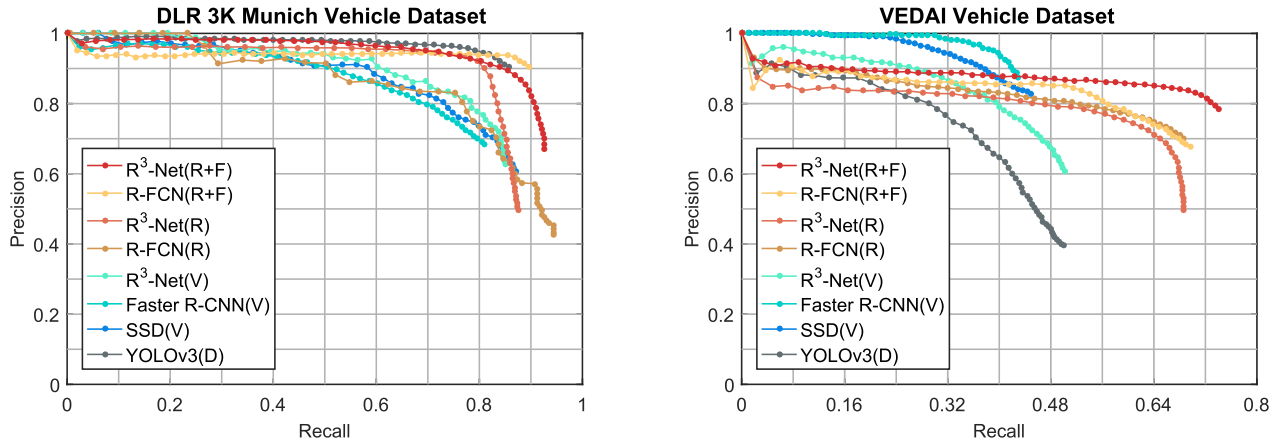 DLR 3K Munich Vehicle Dataset
1
0.8
0.6
0.4
0.2
0
Precision
R³-Net(R+F)
R-FCN(R+F)
R³-Net(R)
R-FCN(R)
R³-Net(V)
Faster R-CNN(V)
SSD(V)
YOLOv3(D)
0 0.2 0.4 0.6 0.8 1
Recall
VEDAI Vehicle Dataset
1
0.8
0.6
0.4
0.2
0
Precision
R³-Net(R+F)
R-FCN(R+F)
R³-Net(R)
R-FCN(R)
R³-Net(V)
Faster R-CNN(V)
SSD(V)
YOLOv3(D)
0 0.16 0.32 0.48 0.64 0.8
Recall